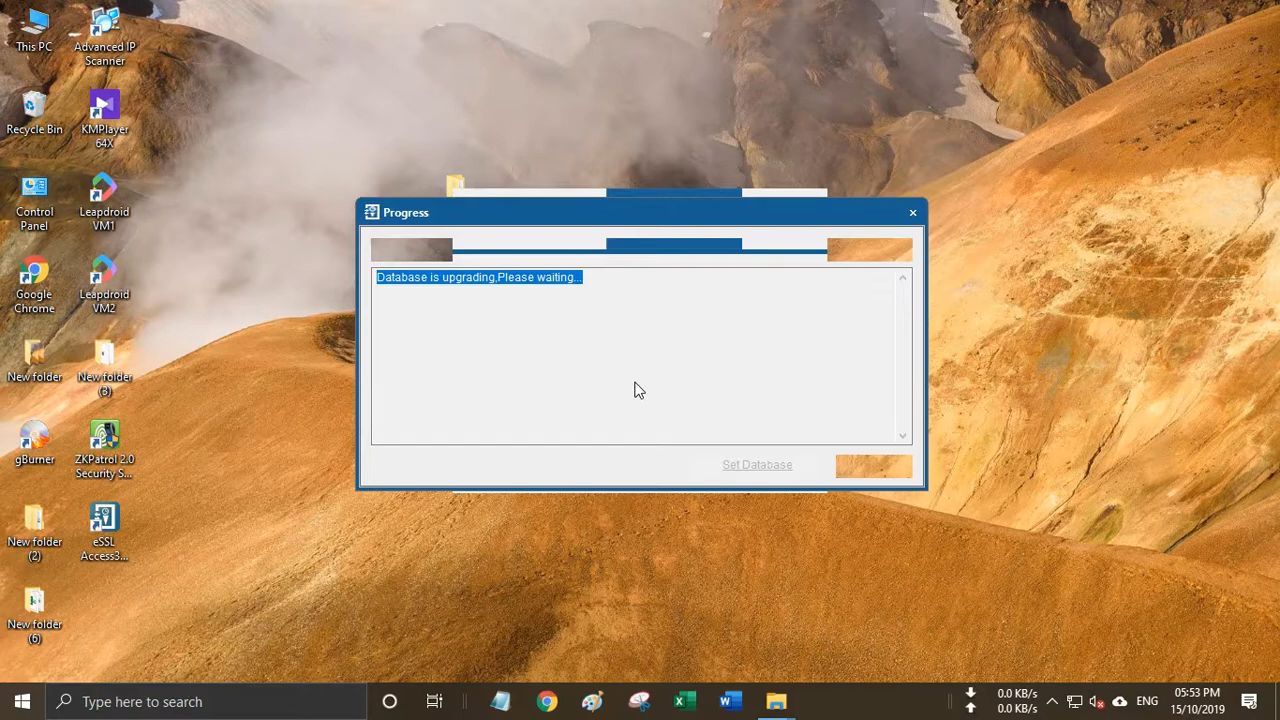 This PC
Advanced IP
Scanner
Recycle Bin
KMPlayer
64X
Control
Panel
Leapdroid
VM1
Google
Chrome
Leapdroid
VM2
New folder
New folder
(3)
gBurner
ZKPatrol 2.0
Security S...
New folder
(2)
eSSL
Access3...
New folder
(6)
Progress
Database is upgrading,Please waiting...
Set Database
Type here to search
0.0 KB/s
0.0 KB/s
ENG
05:53 PM
15/10/2019